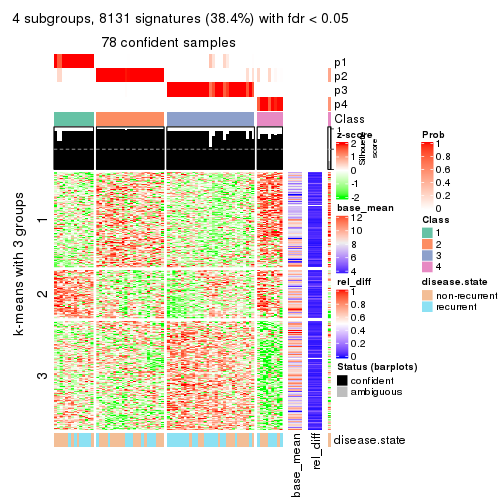 4 subgroups, 8131 signatures (38.4%) with fdr < 0.05
78 confident samples
p1
p2
p3
p4
Class
1
Silhouette
score
k-means with 3 groups
1
2
3
disease.state
base_mean
rel_diff
z-score
2
1
0
-1
-2
base_mean
12
10
8
6
4
rel_diff
1
0.8
0.6
0.4
0.2
0
Status (barplots)
confident
ambiguous
Prob
1
0.8
0.6
0.4
0.2
0
Class
1
2
3
4
disease.state
non-recurrent
recurrent